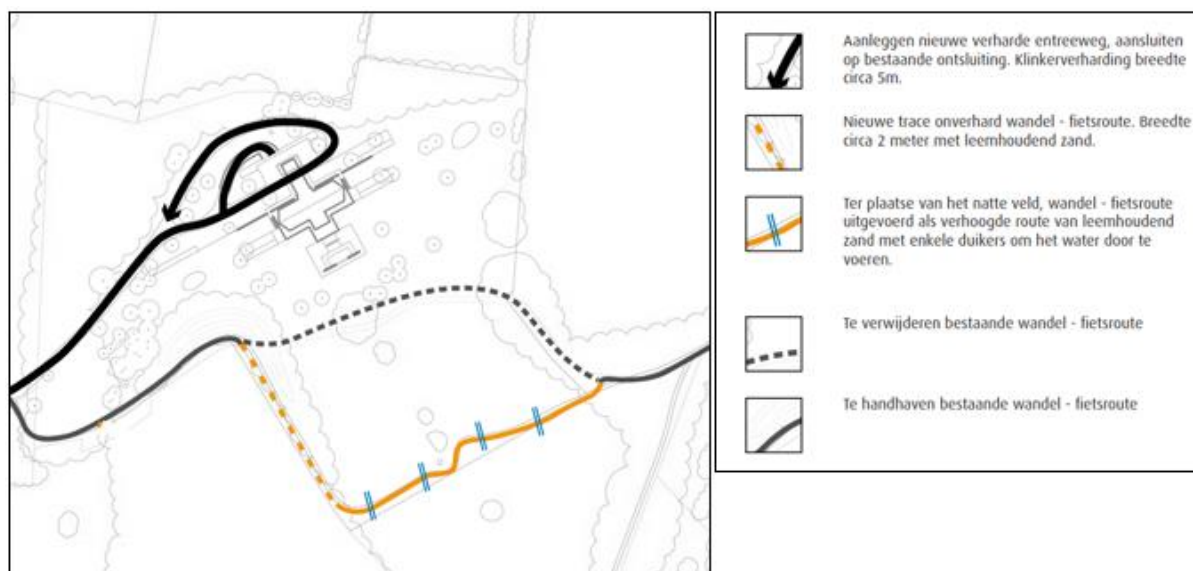 Aanleggen nieuwe verharde entreeweg, aansluiten
op bestaande ontsluiting. Klinkerverharding breedte
circa 5m.
Nieuwe trace onverhard wandel - fietsroute. Breedte
circa 2 meter met leemhoudend zand.
Ter plaatse van het natte veld, wandel - fietsroute
uitgevoerd als verhoogde route van leemhoudend
zand met enkele duikers om het water door te
voeren.
Te verwijderen bestaande wandel - fietsroute
Te handhaven bestaande wandel - fietsroute